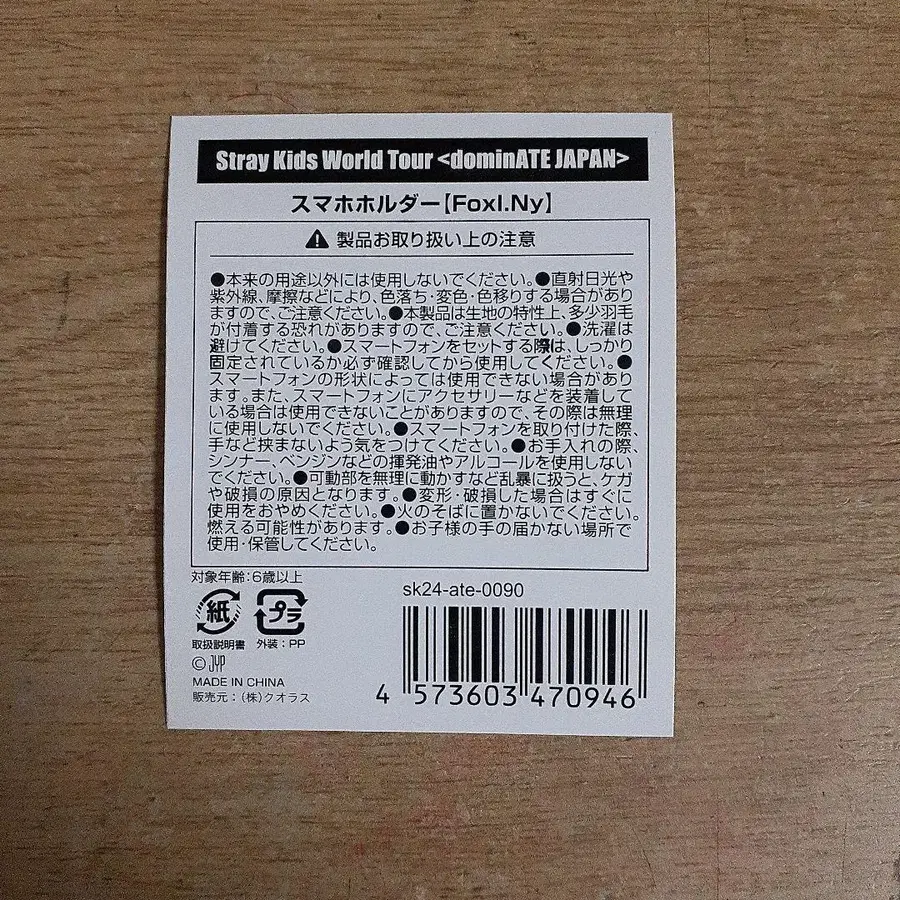 Stray Kids World Tour <dominATE JAPAN>
スマホホルダー【FoxI.Ny】
製品お取り扱い上の注意
●本来の用途以外には使用しないでください。●直射日光や
紫外線、摩擦などにより、色落ち・変色・色移りする場合があり
ますので、ご注意ください。●本製品は生地の特性上、多少羽毛
が付着する恐れがありますので、ご注意ください。●洗濯は
避けてください。●スマートフォンをセットする際は、しっかり
固定されているか必ず確認してから使用してください。●
スマートフォンの形状によっては使用できない場合があり
ます。また、スマートフォンにアクセサリーなどを装着して
いる場合は使用できないことがありますので、その際は無理
に使用しないでください。●スマートフォンを取り付けた際、
手など挟まないよう気をつけてください。●お手入れの際、
シンナー、ベンジンなどの揮発油やアルコールを使用しない
でください。●可動部を無理に動かすなど乱暴に扱うと、ケガ
や破損の原因となります。●変形・破損した場合はすぐに
使用をおやめください。●火のそばに置かないでください。
燃える可能性があります。●お子様の手の届かない場所で
使用・保管してください。
対象年齢:6歳以上
紙
プラ
取扱説明書
外装:PP
©JYP
MADE IN CHINA
販売元:(株)クオラス
sk24-ate-0090
4 573603 470946